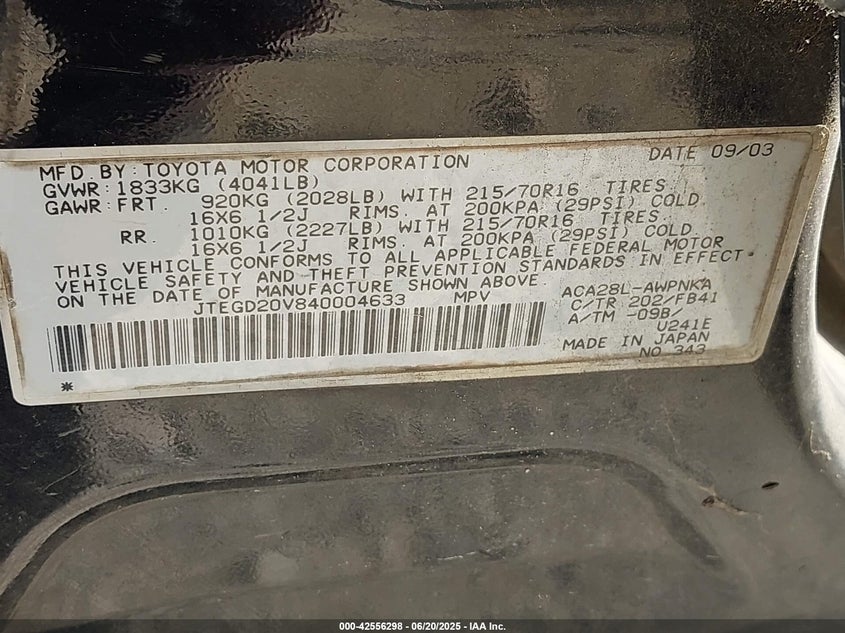 MFD. BY: TOYOTA MOTOR CORPORATION DATE 09/03
GVWR: 1833KG (4041LB)
GAWR: FRT. 920KG (2028LB) WITH 215/70R16 TIRES
16X6 1/2J RIMS. AT 200KPA (29PSI) COLD.
RR. 1010KG (2227LB) WITH 215/70R16 TIRES
16X6 1/2J RIMS. AT 200KPA (29PSI) COLD.
THIS VEHICLE CONFORMS TO ALL APPLICABLE FEDERAL MOTOR
VEHICLE SAFETY AND THEFT PREVENTION STANDARDS IN EFFECT
ON THE DATE OF MANUFACTURE SHOWN ABOVE.
JTEGD20V840004633 MPV
ACA28L-AWPNKA
C/TR 202/FB41
A/TM -09B/
U241E
MADE IN JAPAN
NO 343
*
000-42556298 - 06/20/2025 - IAA Inc.